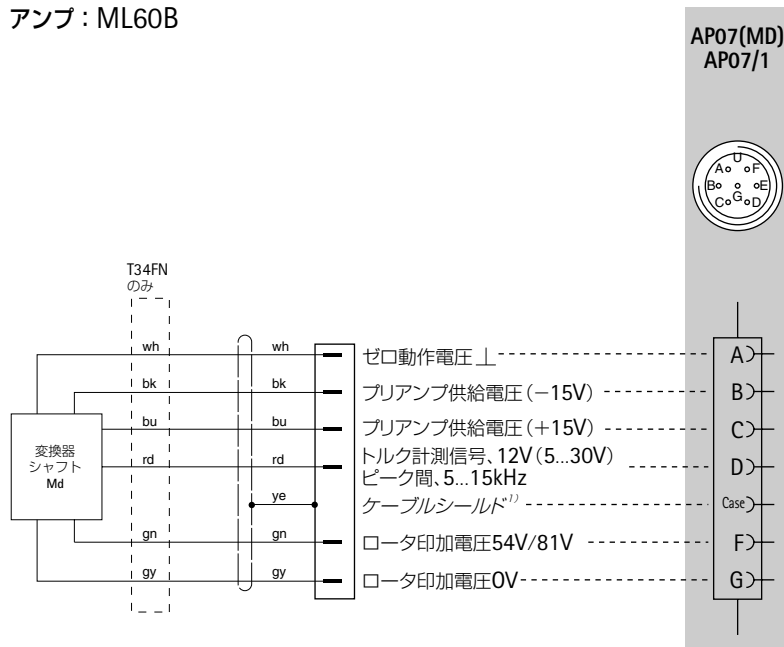 アンプ：ML60B
AP07(MD)
AP07/1
U
A F
B E
G
C D
T34FN
のみ
wh wh ゼロ動作電圧⊥ A
bk bk プリアンプ供給電圧（－15V） B
bu bu プリアンプ供給電圧（＋15V） C
変換器
シャフト
Md
rd rd トルク計測信号、12V（5...30V） D
ピーク間、5...15kHz
ye ケーブルシールド1) Case
gn gn ロータ印加電圧54V/81V F
gy gy ロータ印加電圧0V G